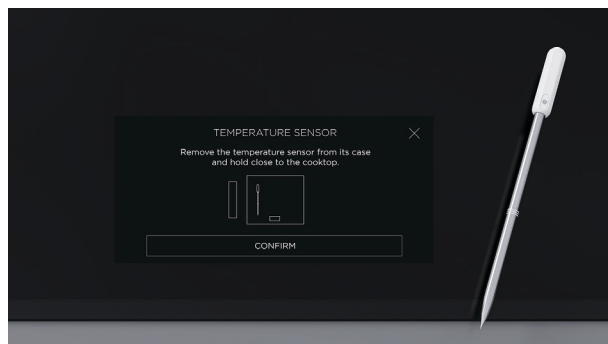 TEMPERATURE SENSOR
Remove the temperature sensor from its case
and hold close to the cooktop.
CONFIRM